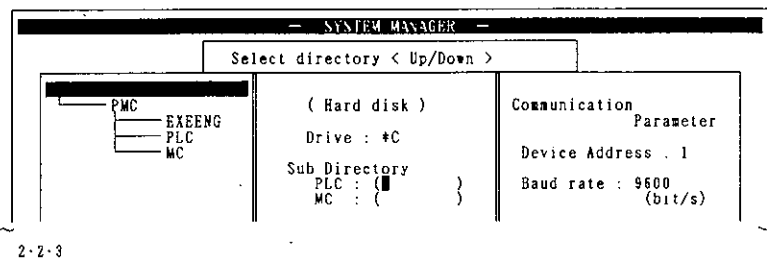 — SYSTEM MANAGER —
Select directory < Up/Down >
PMC
EXEENG
PLC
MC
( Hard disk )
Drive : *C
Sub Directory
PLC : ( )
MC : ( )
Communication
Parameter
Device Address . 1
Baud rate : 9600
(bit/s)
2·2·3